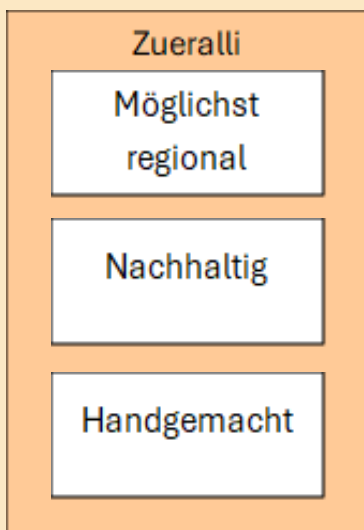 Zueralli
Möglichst
regional
Nachhaltig
Handgemacht